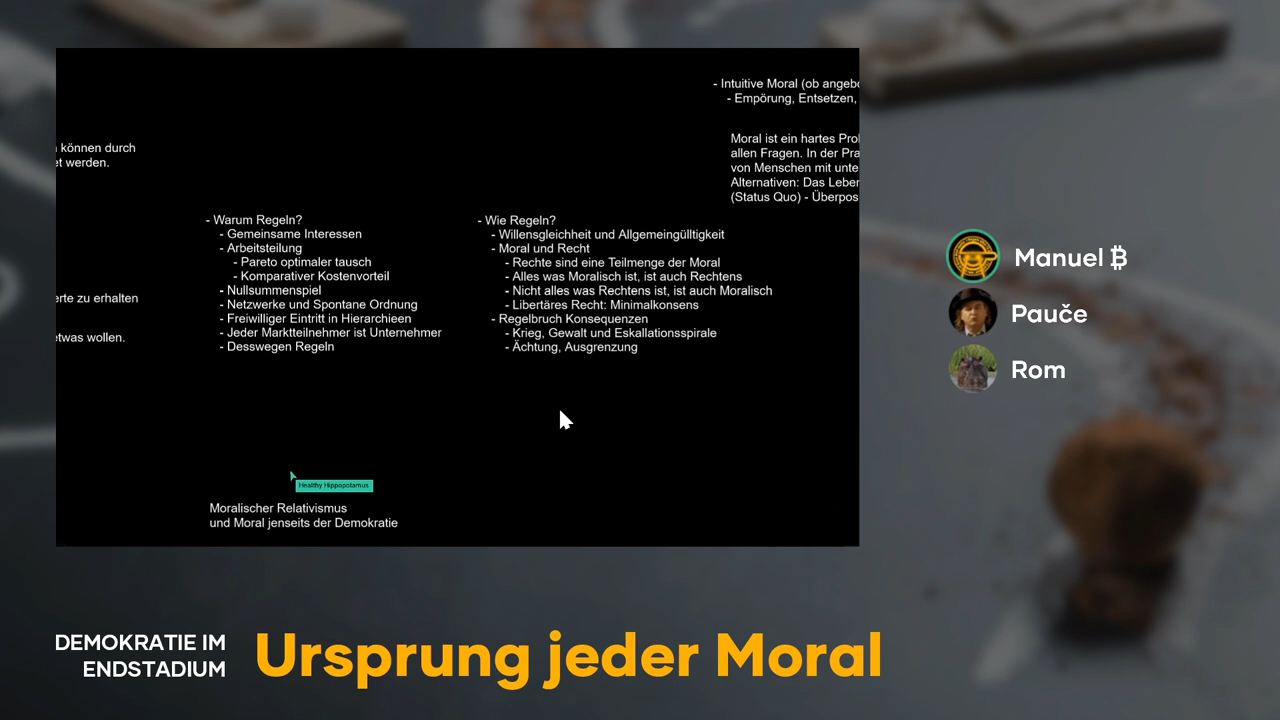 - Intuitive Moral (ob angebo
- Empörung, Entsetzen,
Moral ist ein hartes Pro
allen Fragen. In der Pra
von Menschen mit unte
Alternativen: Das Leber
(Status Quo) - Überpos
können durch
et werden.
- Warum Regeln?
- Gemeinsame Interessen
- Arbeitsteilung
- Pareto optimaler tausch
- Komparativer Kostenvorteil
- Nullsummenspiel
- Netzwerke und Spontane Ordnung
- Freiwilliger Eintritt in Hierarchieen
- Jeder Marktteilnehmer ist Unternehmer
- Desswegen Regeln
- Wie Regeln?
- Willensgleichheit und Allgemeingülltigkeit
- Moral und Recht
- Rechte sind eine Teilmenge der Moral
- Alles was Moralisch ist, ist auch Rechtens
- Nicht alles was Rechtens ist, ist auch Moralisch
- Libertäres Recht: Minimalkonsens
- Regelbruch Konsequenzen
- Krieg, Gewalt und Eskallationsspirale
- Ächtung, Ausgrenzung
erte zu erhalten
etwas wollen.
Healthy Hippopotamus
Moralischer Relativismus
und Moral jenseits der Demokratie
Manuel ₿
Pauče
Rom
DEMOKRATIE IM
ENDSTADIUM
Ursprung jeder Moral